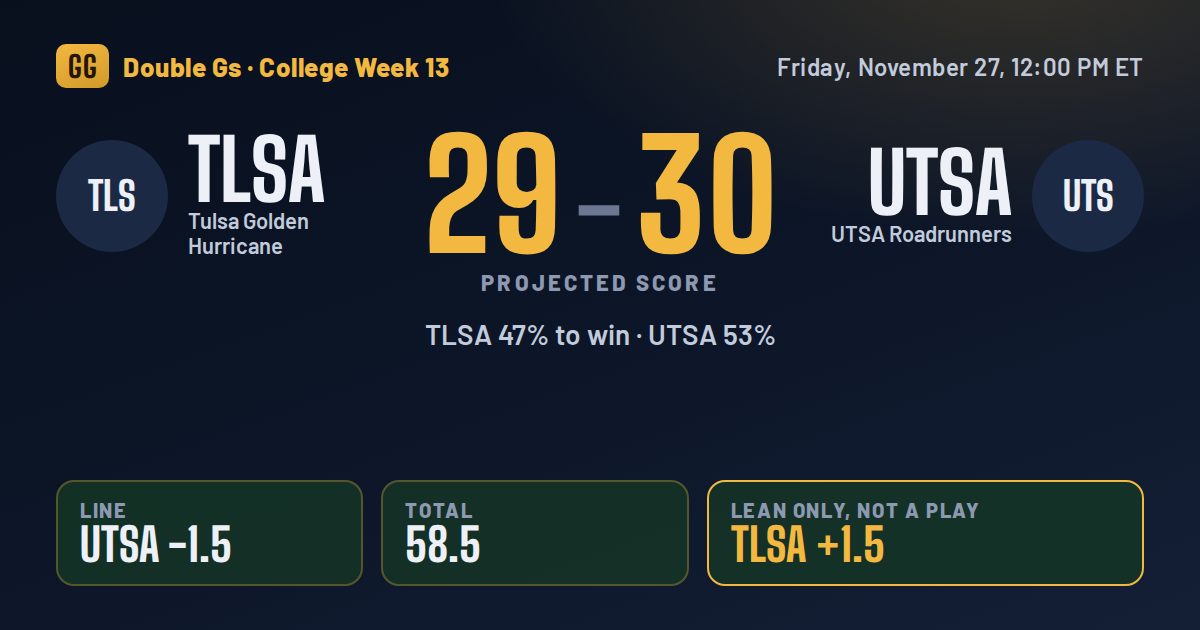 GG
Double Gs · College Week 13
Friday, November 27, 12:00 PM ET
TLS
TLSA
Tulsa Golden
Hurricane
29 – 30
PROJECTED SCORE
TLSA 47% to win · UTSA 53%
UTSA
UTSA Roadrunners
UTS
LINE
UTSA −1.5
TOTAL
58.5
LEAN ONLY, NOT A PLAY
TLSA +1.5